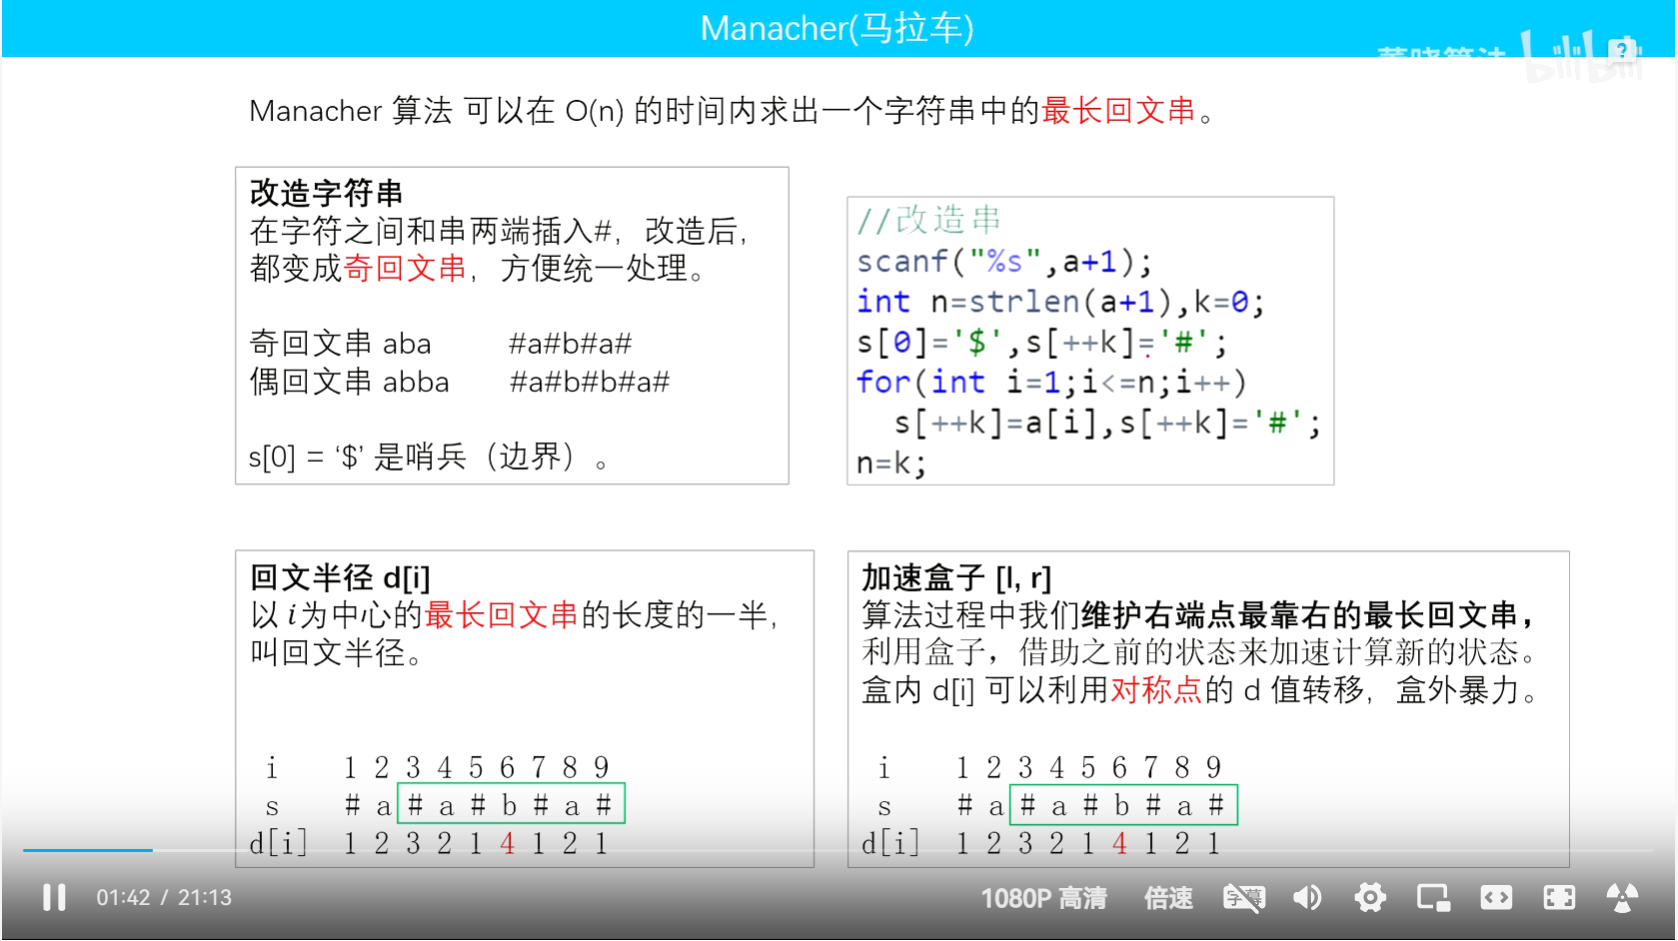 Manacher(马拉车)
董晓算法 bilibili
?
Manacher 算法 可以在 O(n) 的时间内求出一个字符串中的最长回文串。
改造字符串
在字符之间和串两端插入#，改造后，
都变成奇回文串，方便统一处理。
奇回文串 aba #a#b#a#
偶回文串 abba #a#b#b#a#
s[0] = ‘$’ 是哨兵（边界）。
//改造串
scanf("%s",a+1);
int n=strlen(a+1),k=0;
s[0]='$',s[++k]='#';
for(int i=1;i<=n;i++)
s[++k]=a[i],s[++k]='#';
n=k;
回文半径 d[i]
以 i为中心的最长回文串的长度的一半，
叫回文半径。
i 1 2 3 4 5 6 7 8 9
s # a # a # b # a #
d[i] 1 2 3 2 1 4 1 2 1
加速盒子 [l, r]
算法过程中我们维护右端点最靠右的最长回文串，
利用盒子，借助之前的状态来加速计算新的状态。
盒内 d[i] 可以利用对称点的 d 值转移，盒外暴力。
i 1 2 3 4 5 6 7 8 9
s # a # a # b # a #
d[i] 1 2 3 2 1 4 1 2 1
01:42 / 21:13
1080P 高清 倍速 字幕